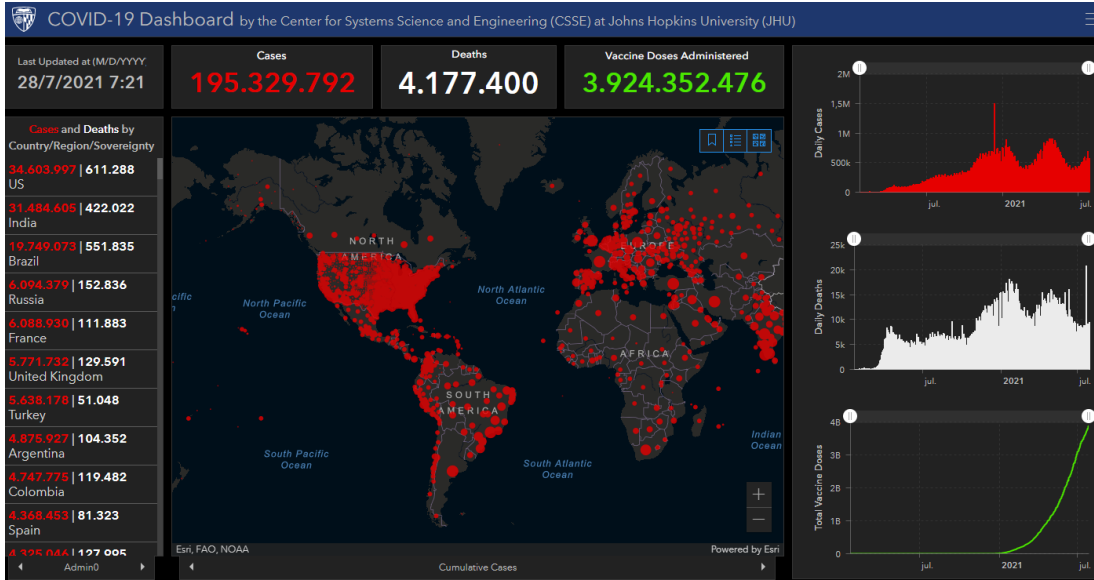 COVID-19 Dashboard by the Center for Systems Science and Engineering (CSSE) at Johns Hopkins University (JHU)
Last Updated at (M/D/YYYY)
28/7/2021 7:21
Cases
195.329.792
Deaths
4.177.400
Vaccine Doses Administered
3.924.352.476
Cases and Deaths by
Country/Region/Sovereignty
34.603.997 | 611.288
US
31.484.605 | 422.022
India
19.749.073 | 551.835
Brazil
6.094.379 | 152.836
Russia
6.088.930 | 111.883
France
5.771.732 | 129.591
United Kingdom
5.638.178 | 51.048
Turkey
4.875.927 | 104.352
Argentina
4.747.775 | 119.482
Colombia
4.368.453 | 81.323
Spain
4.325.046 | 127.995
Admin0
NORTH
AMERICA
EUROPE
cific
n
North Pacific
Ocean
North Atlantic
Ocean
AFRICA
SOUTH
AMERICA
South Pacific
Ocean
South Atlantic
Ocean
Indian
Ocean
+
−
Esri, FAO, NOAA
Powered by Esri
Cumulative Cases
Daily Cases
2M
1,5M
1M
500k
0
jul.
2021
jul.
Daily Deaths
25k
20k
15k
10k
5k
0
jul.
2021
jul.
Total Vaccine Doses
4B
3B
2B
1B
0
jul.
2021
jul.